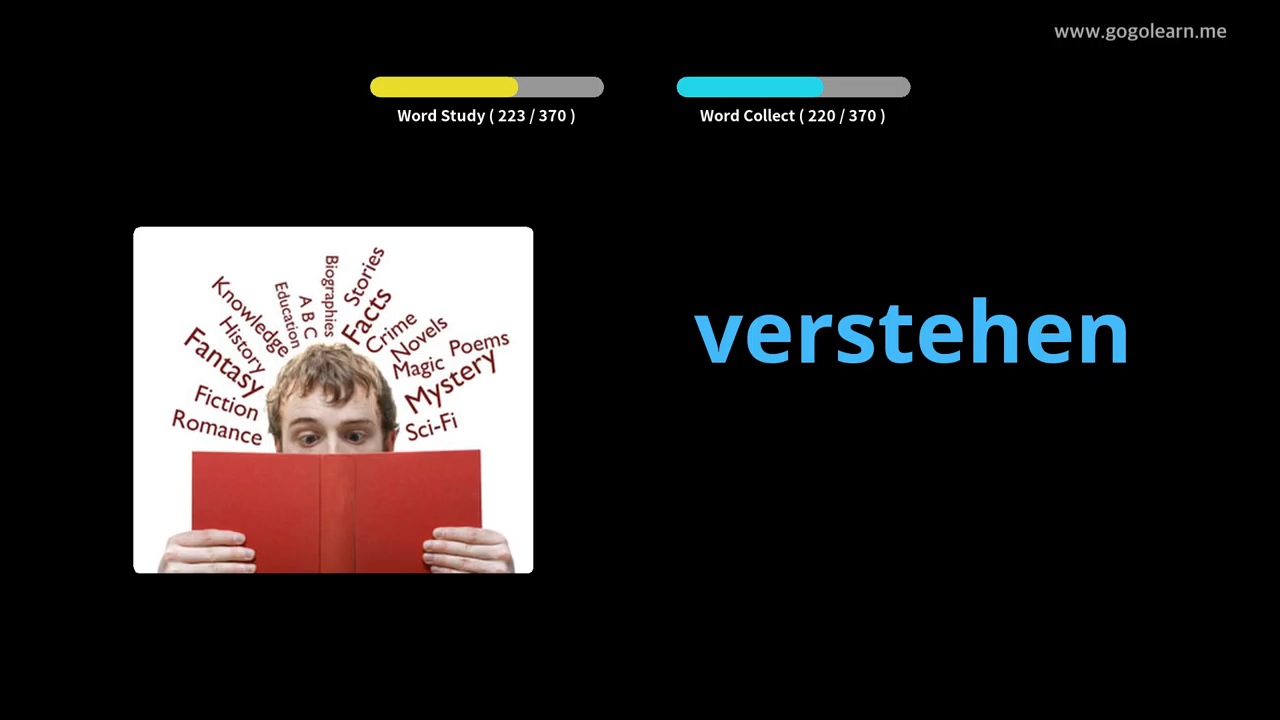 www.gogolearn.me
Word Study ( 223 / 370 )
Word Collect ( 220 / 370 )
verstehen
Romance
Fiction
Fantasy
History
Knowledge
Education
A B C
Biographies
Stories
Facts
Crime
Novels
Magic
Poems
Mystery
Sci-Fi